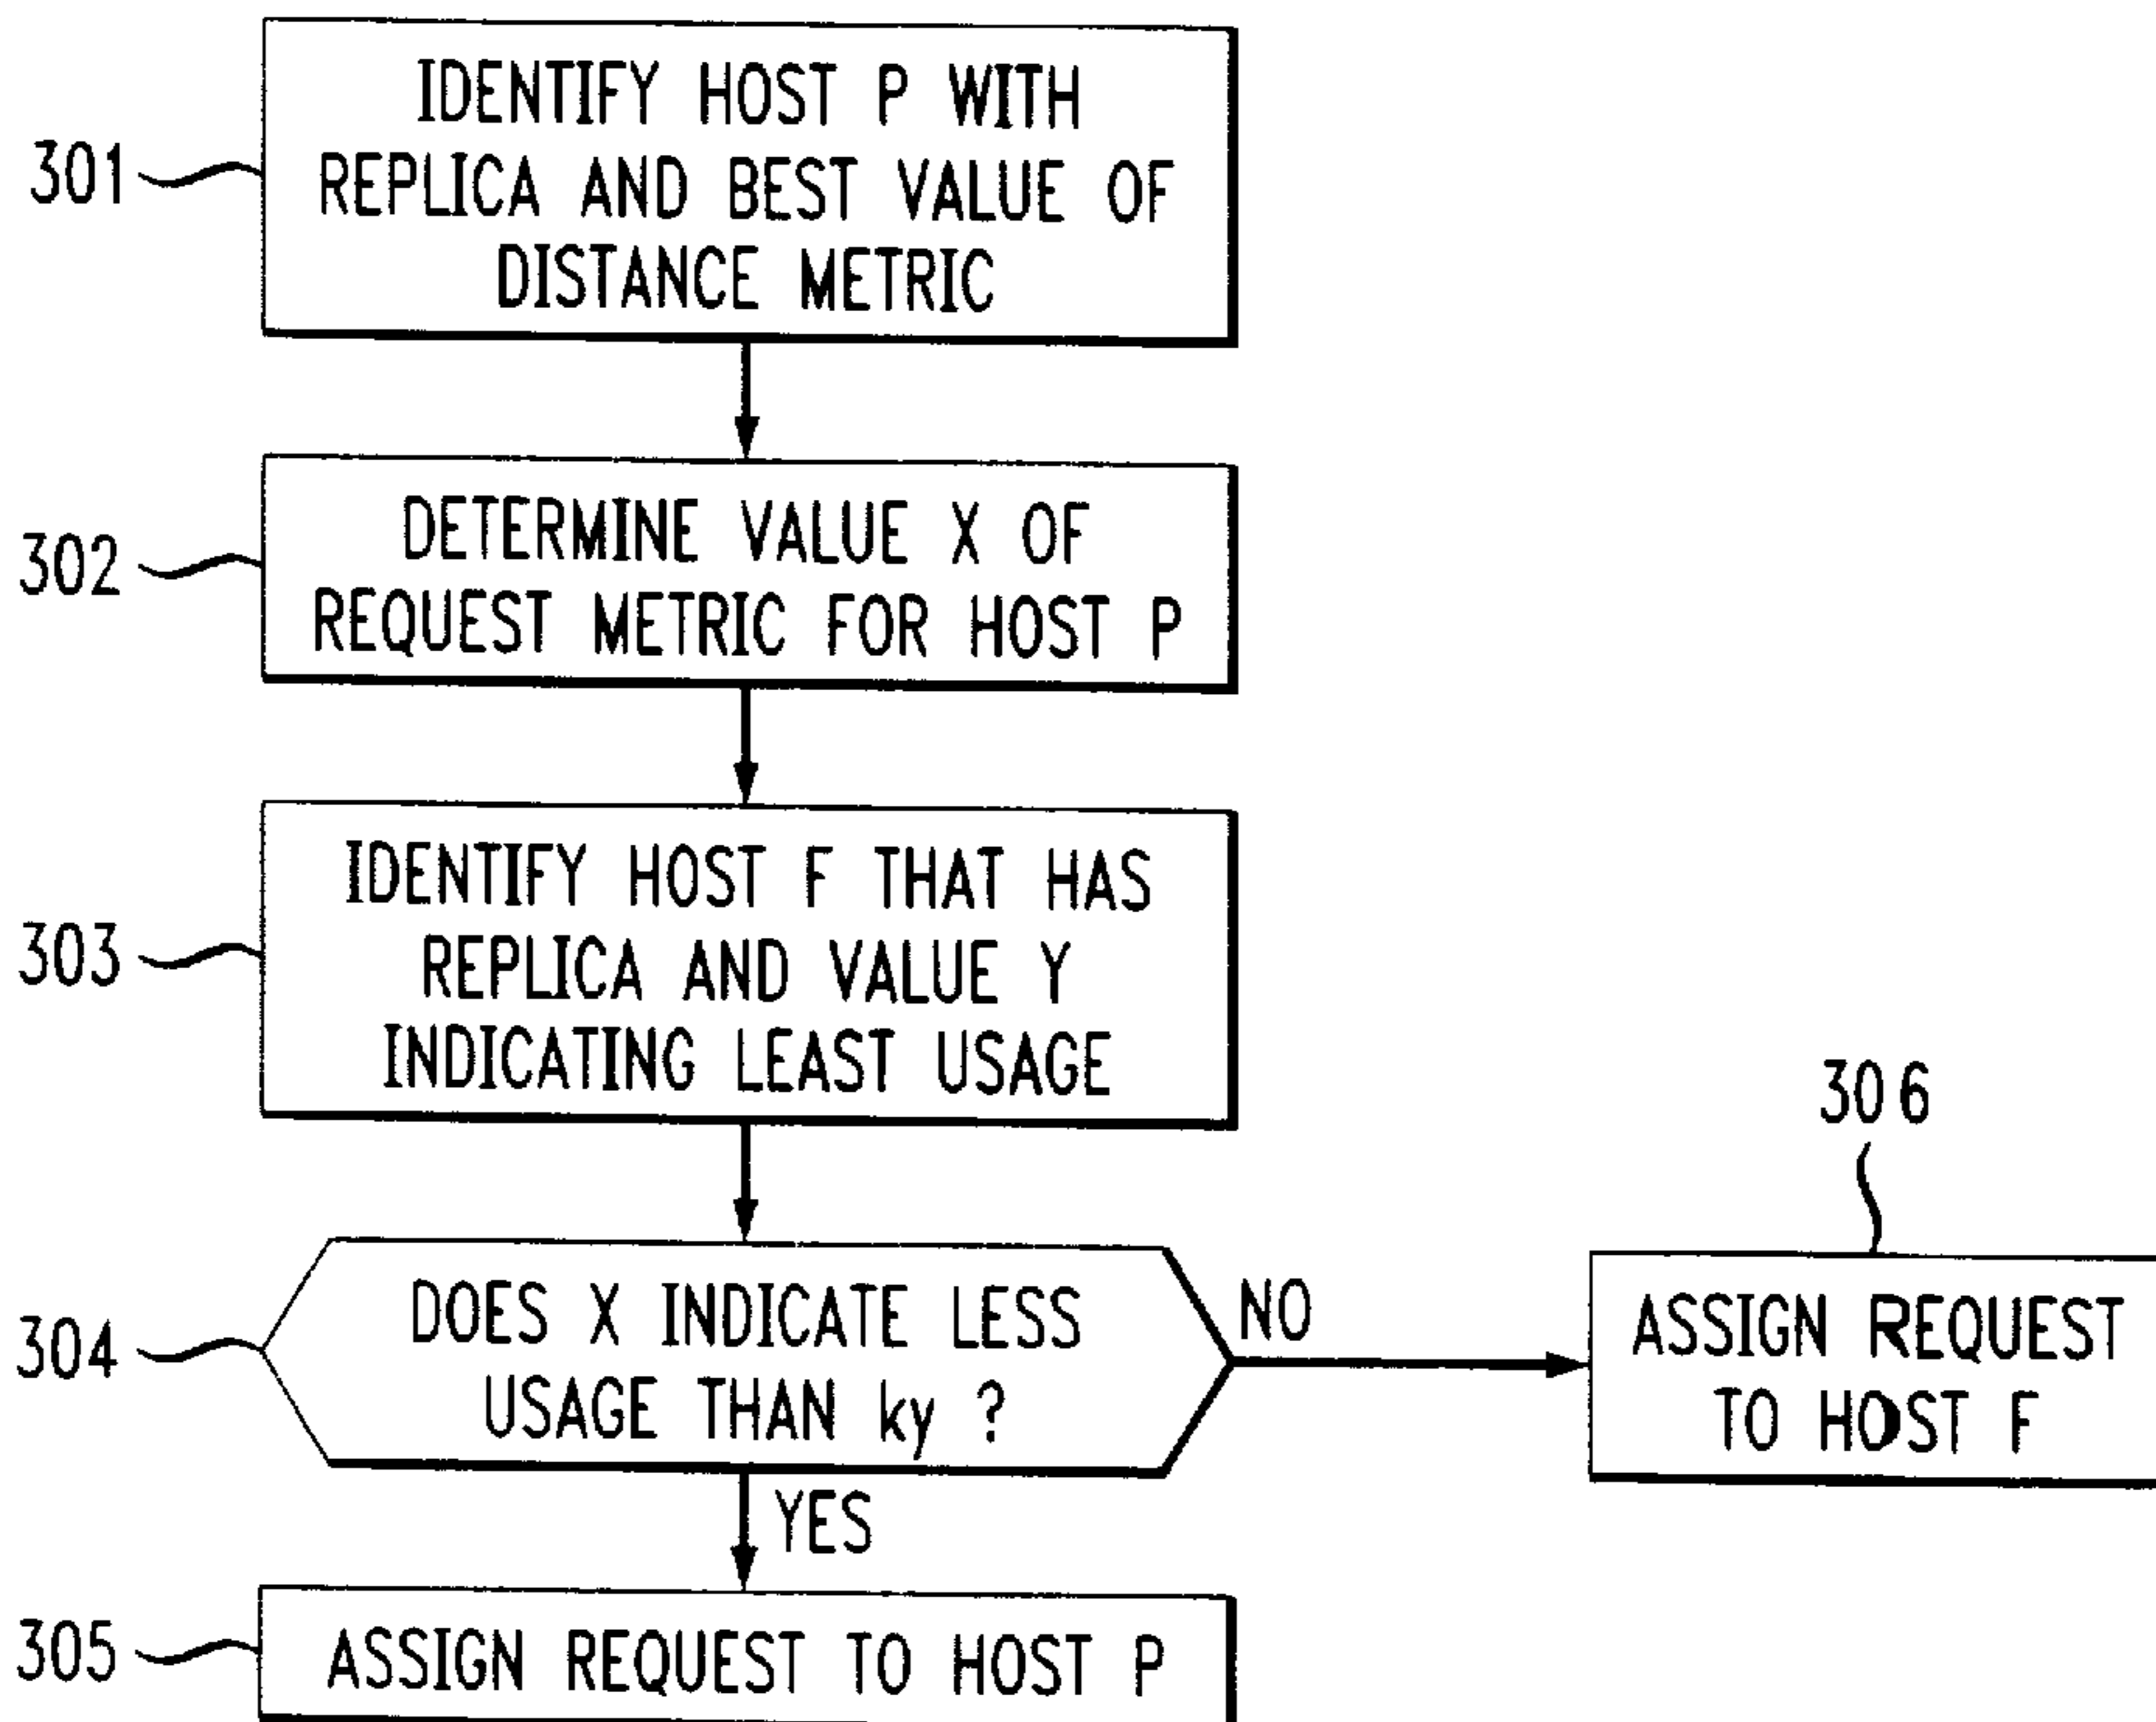 301
IDENTIFY HOST P WITH
REPLICA AND BEST VALUE OF
DISTANCE METRIC
302
DETERMINE VALUE X OF
REQUEST METRIC FOR HOST P
303
IDENTIFY HOST F THAT HAS
REPLICA AND VALUE Y
INDICATING LEAST USAGE
304
DOES X INDICATE LESS
USAGE THAN ky ?
NO
306
ASSIGN REQUEST
TO HOST F
YES
305
ASSIGN REQUEST TO HOST P